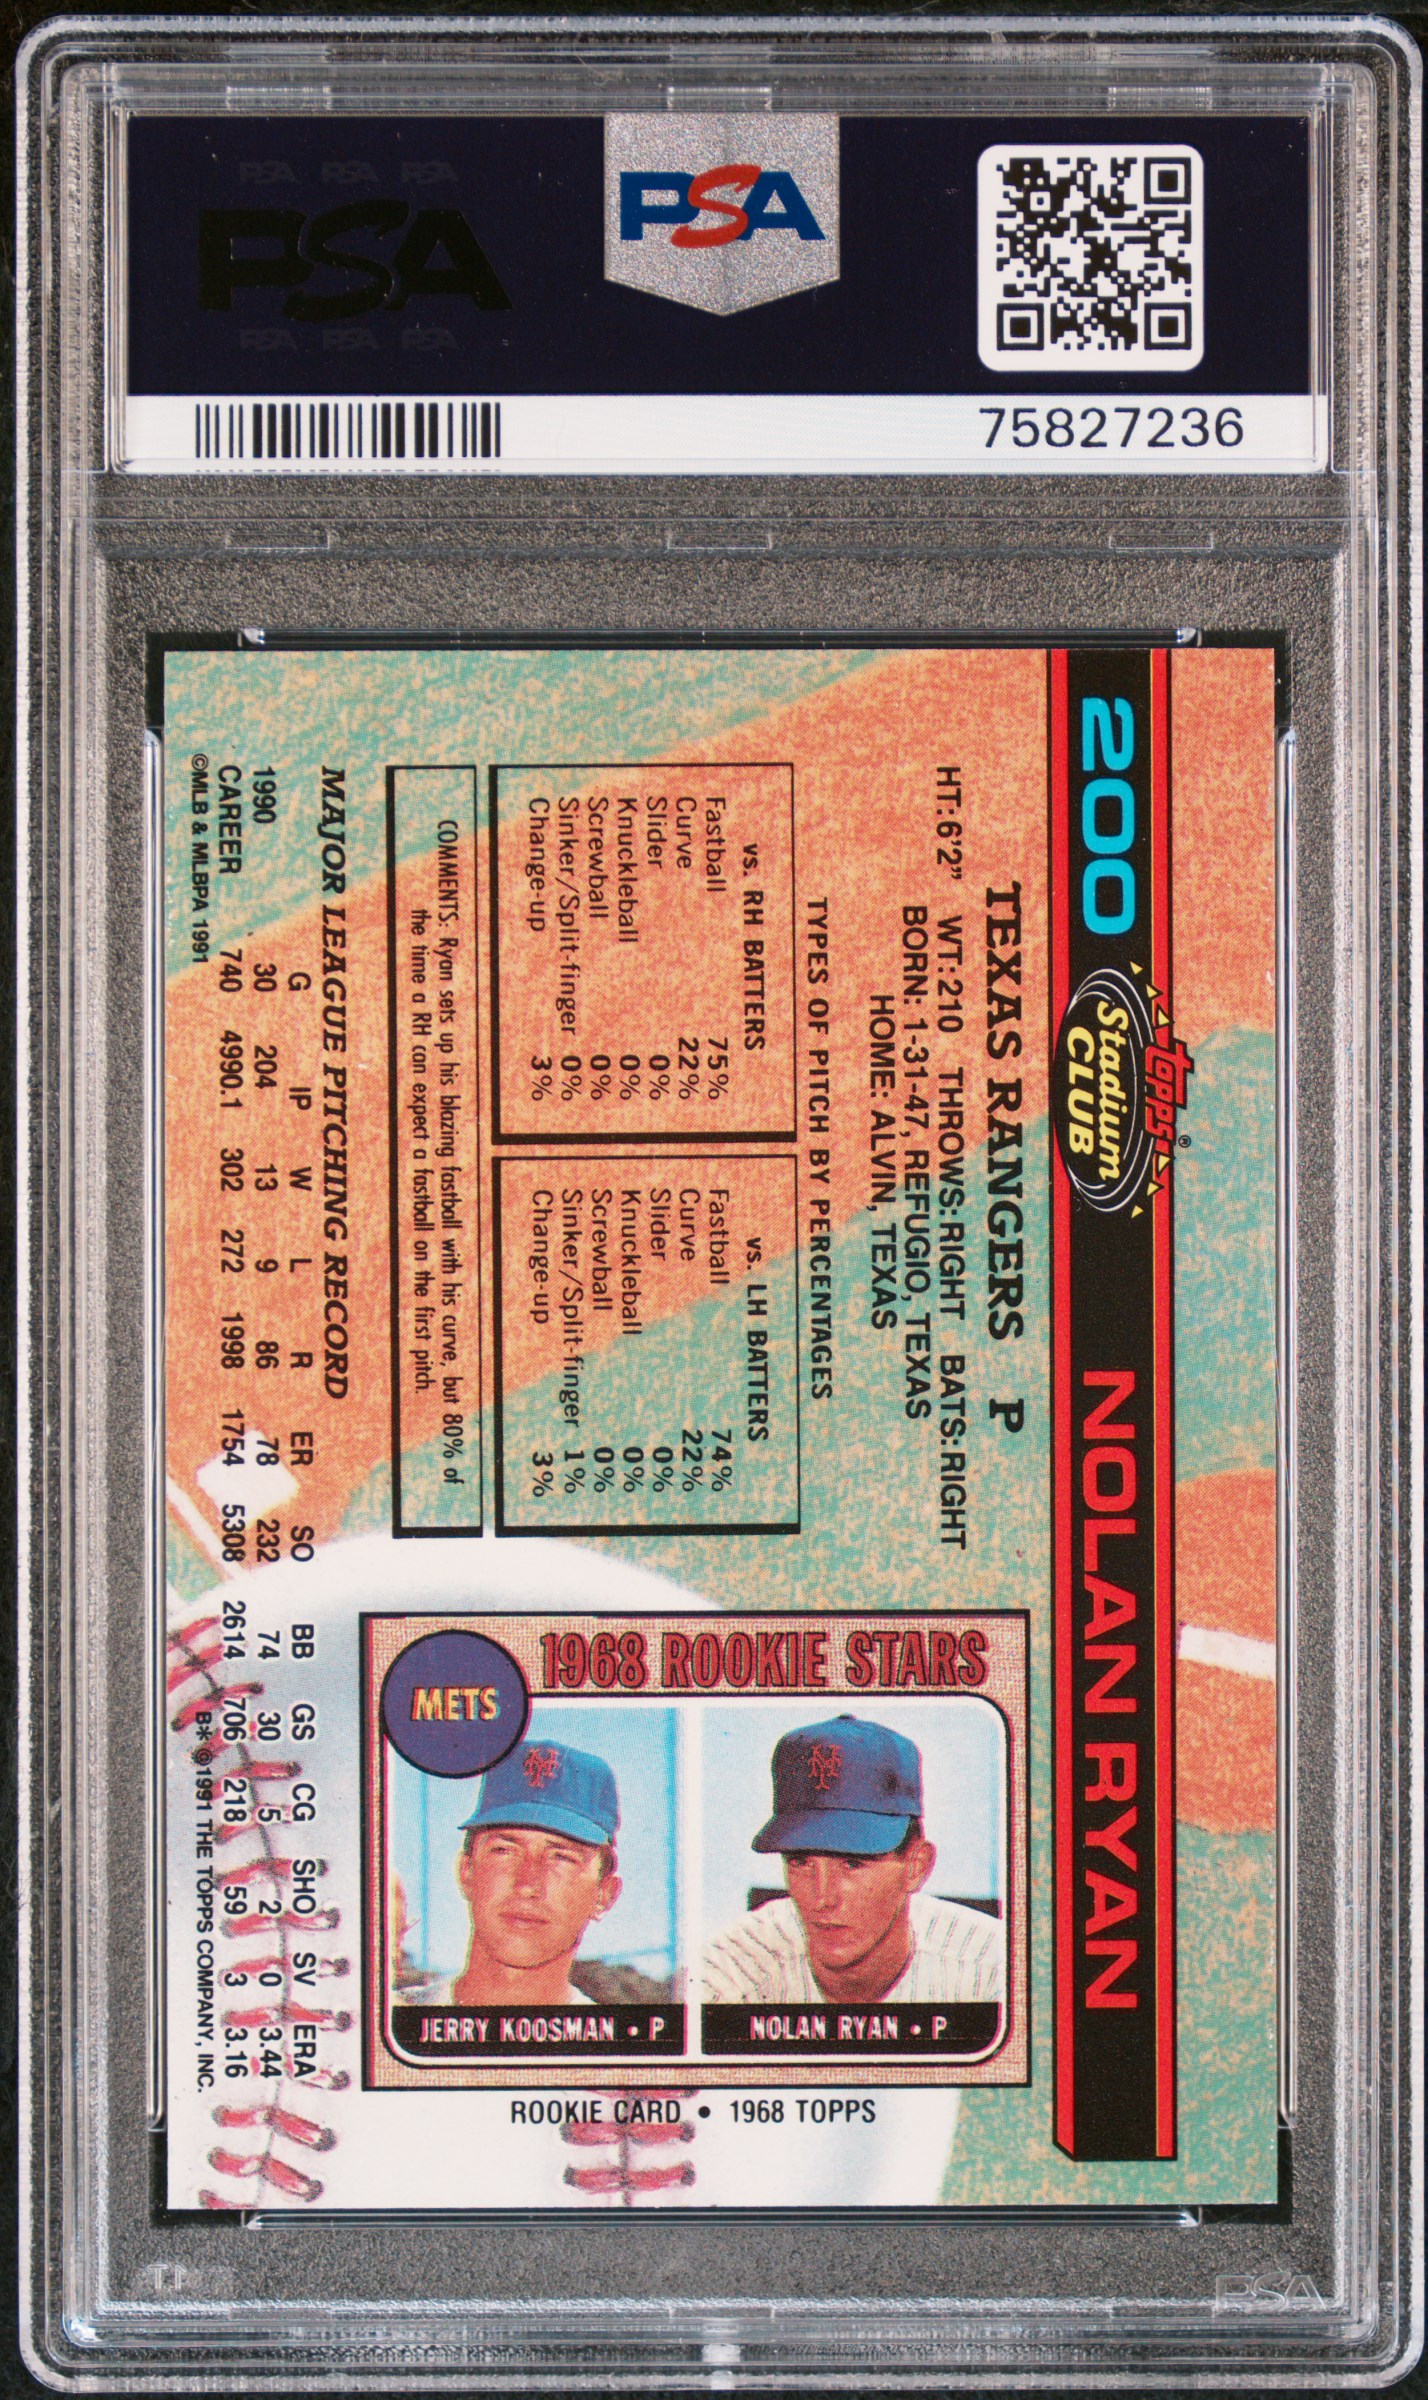 PSA PSA PSA
PSA
PSA PSA PSA
PSA
75827236
200
topps®
Stadium
CLUB
NOLAN RYAN
TEXAS RANGERS P
HT:6'2" WT:210 THROWS:RIGHT BATS:RIGHT
BORN: 1-31-47, REFUGIO, TEXAS
HOME: ALVIN, TEXAS
TYPES OF PITCH BY PERCENTAGES
vs. RH BATTERS
Fastball 75%
Curve 22%
Slider 0%
Knuckleball 0%
Screwball 0%
Sinker/Split-finger 0%
Change-up 3%
vs. LH BATTERS
Fastball 74%
Curve 22%
Slider 0%
Knuckleball 0%
Screwball 0%
Sinker/Split-finger 1%
Change-up 3%
COMMENTS: Ryan sets up his blazing fastball with his curve, but 80% of
the time a RH can expect a fastball on the first pitch.
1968 ROOKIE STARS
METS
NOLAN RYAN • P
JERRY KOOSMAN • P
ROOKIE CARD • 1968 TOPPS
MAJOR LEAGUE PITCHING RECORD
G IP W L R ER SO BB GS CG SHO SV ERA
1990 30 204 13 9 86 78 232 74 30 5 2 0 3.44
CAREER 740 4990.1 302 272 1998 1754 5308 2614 706 218 59 3 3.16
©MLB & MLBPA 1991
B*©1991 THE TOPPS COMPANY, INC.
PSA